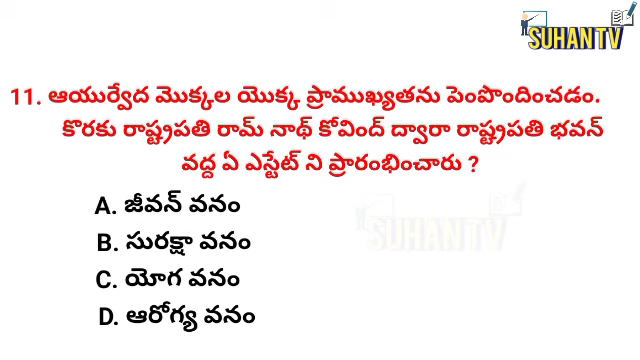 SUHAN TV
11. ఆయుర్వేద మొక్కల యొక్క ప్రాముఖ్యతను పెంపొందించడం.
కొరకు రాష్ట్రపతి రామ్ నాథ్ కోవింద్ ద్వారా రాష్ట్రపతి భవన్
వద్ద ఏ ఎస్టేట్ ని ప్రారంభించారు ?
A. జీవన్ వనం
B. సురక్షా వనం
SUHAN TV
C. యోగ వనం
D. ఆరోగ్య వనం